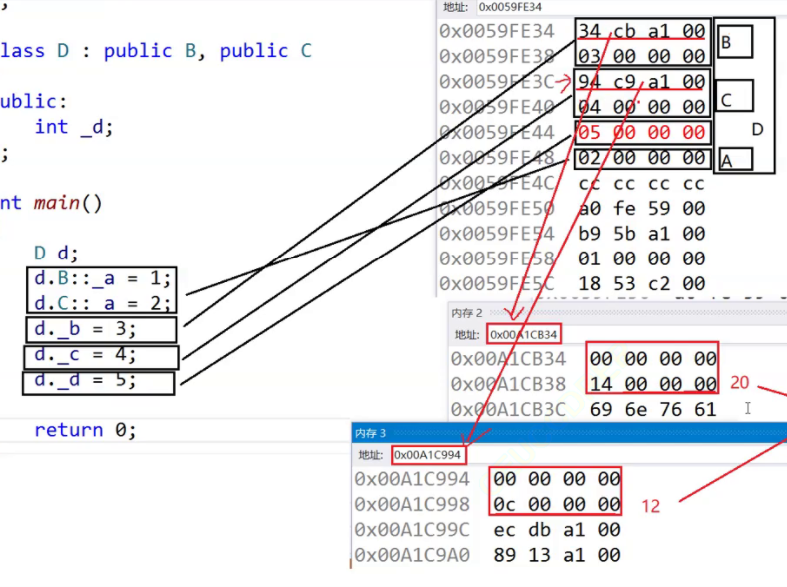 ;
lass D : public B, public C
ublic:
int _d;
;
nt main()
D d;
d.B::_a = 1;
d.C::_a = 2;
d._b = 3;
d._c = 4;
d._d = 5;
return 0;
地址: 0x0059FE34
0x0059FE34 34 cb a1 00
0x0059FE38 03 00 00 00
0x0059FE3C 94 c9 a1 00
0x0059FE40 04 00 00 00
0x0059FE44 05 00 00 00
0x0059FE48 02 00 00 00
0x0059FE4C cc cc cc cc
0x0059FE50 a0 fe 59 00
0x0059FE54 b9 5b a1 00
0x0059FE58 01 00 00 00
0x0059FE5C 18 53 c2 00
B
C
D
A
内存 2
地址: 0x00A1CB34
0x00A1CB34 00 00 00 00
0x00A1CB38 14 00 00 00
0x00A1CB3C 69 6e 76 61
20
内存 3
地址: 0x00A1C994
0x00A1C994 00 00 00 00
0x00A1C998 0c 00 00 00
0x00A1C99C ec db a1 00
0x00A1C9A0 89 13 a1 00
12